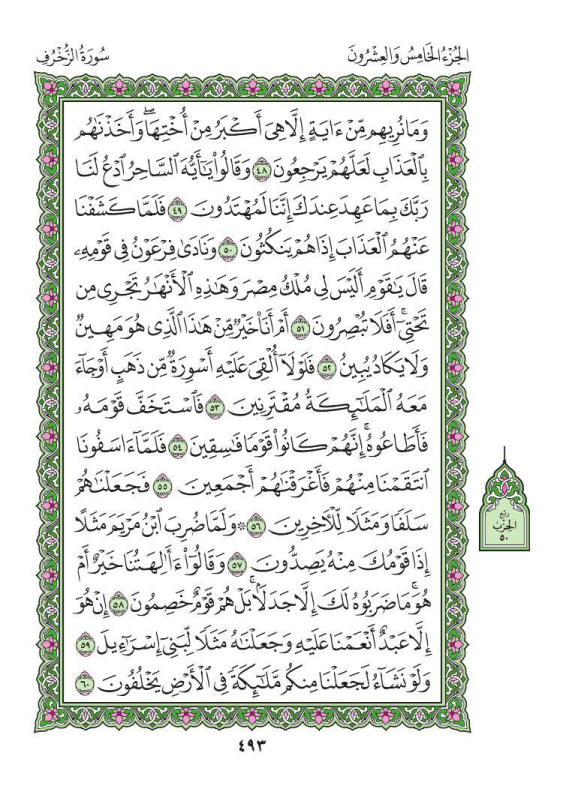 الجُزْءُ الخَامِسُ وَالعِشْرُونَ سُورَةُ الزُّخْرُفِ
وَمَا نُرِيهِم مِّنْ ءَايَةٍ إِلَّا هِىَ أَكْبَرُ مِنْ أُخْتِهَاۖ وَأَخَذْنَٰهُم
بِٱلْعَذَابِ لَعَلَّهُمْ يَرْجِعُونَ ٤٨ وَقَالُوا۟ يَٰٓأَيُّهَ ٱلسَّاحِرُ ٱدْعُ لَنَا
رَبَّكَ بِمَا عَهِدَ عِندَكَ إِنَّنَا لَمُهْتَدُونَ ٤٩ فَلَمَّا كَشَفْنَا
عَنْهُمُ ٱلْعَذَابَ إِذَا هُمْ يَنكُثُونَ ٥٠ وَنَادَىٰ فِرْعَوْنُ فِى قَوْمِهِۦ
قَالَ يَٰقَوْمِ أَلَيْسَ لِى مُلْكُ مِصْرَ وَهَٰذِهِ ٱلْأَنْهَٰرُ تَجْرِى مِن
تَحْتِىٓۚ أَفَلَا تُبْصِرُونَ ٥١ أَمْ أَنَا۠ خَيْرٌ مِّنْ هَٰذَا ٱلَّذِى هُوَ مَهِينٌ
وَلَا يَكَادُ يُبِينُ ٥٢ فَلَوْلَآ أُلْقِىَ عَلَيْهِ أَسْوِرَةٌ مِّن ذَهَبٍ أَوْ جَآءَ
مَعَهُ ٱلْمَلَٰٓئِكَةُ مُقْتَرِنِينَ ٥٣ فَٱسْتَخَفَّ قَوْمَهُۥ
فَأَطَاعُوهُۚ إِنَّهُمْ كَانُوا۟ قَوْمًا فَٰسِقِينَ ٥٤ فَلَمَّآ ءَاسَفُونَا
ٱنتَقَمْنَا مِنْهُمْ فَأَغْرَقْنَٰهُمْ أَجْمَعِينَ ٥٥ فَجَعَلْنَٰهُمْ
سَلَفًا وَمَثَلًا لِّلْـَٔاخِرِينَ ٥٦ ۞ وَلَمَّا ضُرِبَ ٱبْنُ مَرْيَمَ مَثَلًا
إِذَا قَوْمُكَ مِنْهُ يَصِدُّونَ ٥٧ وَقَالُوٓا۟ ءَأَٰلِهَتُنَا خَيْرٌ أَمْ
هُوَۚ مَا ضَرَبُوهُ لَكَ إِلَّا جَدَلًۢاۚ بَلْ هُمْ قَوْمٌ خَصِمُونَ ٥٨ إِنْ هُوَ
إِلَّا عَبْدٌ أَنْعَمْنَا عَلَيْهِ وَجَعَلْنَٰهُ مَثَلًا لِّبَنِىٓ إِسْرَٰٓءِيلَ ٥٩
وَلَوْ نَشَآءُ لَجَعَلْنَا مِنكُم مَّلَٰٓئِكَةً فِى ٱلْأَرْضِ يَخْلُفُونَ ٦٠
ربع
الحزب
٥٠
٤٩٣